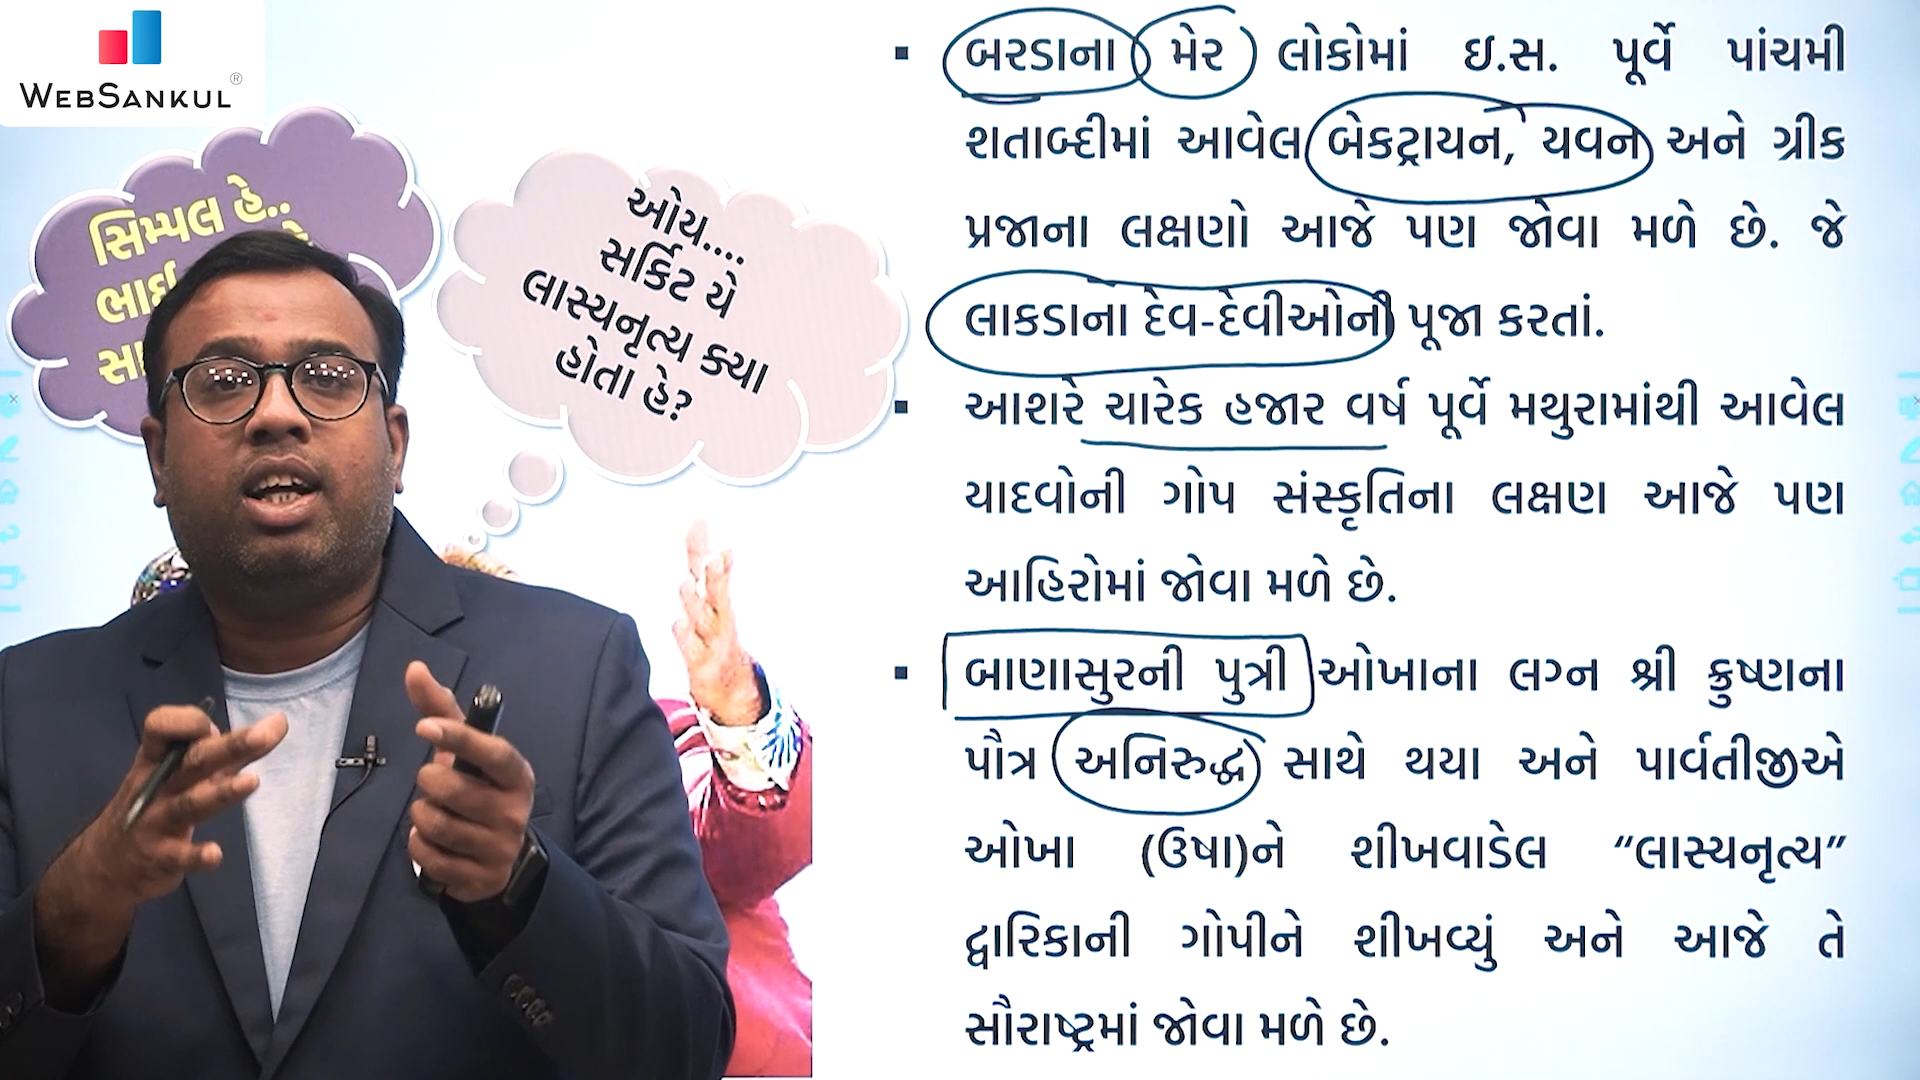 WEBSANKUL®
સિમ્પલ હે..
ઓય....
સર્કિટ યે
લાસ્યનૃત્ય ક્યા
હોતા હે?
▪ બરડાના મેર લોકોમાં ઇ.સ. પૂર્વે પાંચમી
શતાબ્દીમાં આવેલ બેકટ્રાયન, યવન અને ગ્રીક
પ્રજાના લક્ષણો આજે પણ જોવા મળે છે. જે
લાકડાના દેવ-દેવીઓની પૂજા કરતાં.
▪ આશરે ચારેક હજાર વર્ષ પૂર્વે મથુરામાંથી આવેલ
યાદવોની ગોપ સંસ્કૃતિના લક્ષણ આજે પણ
આહિરોમાં જોવા મળે છે.
▪ બાણાસુરની પુત્રી ઓખાના લગ્ન શ્રી ક્રુષ્ણના
પૌત્ર અનિરુદ્ધ સાથે થયા અને પાર્વતીજીએ
ઓખા (ઉષા)ને શીખવાડેલ “લાસ્યનૃત્ય”
દ્વારિકાની ગોપીને શીખવ્યું અને આજે તે
સૌરાષ્ટ્રમાં જોવા મળે છે.